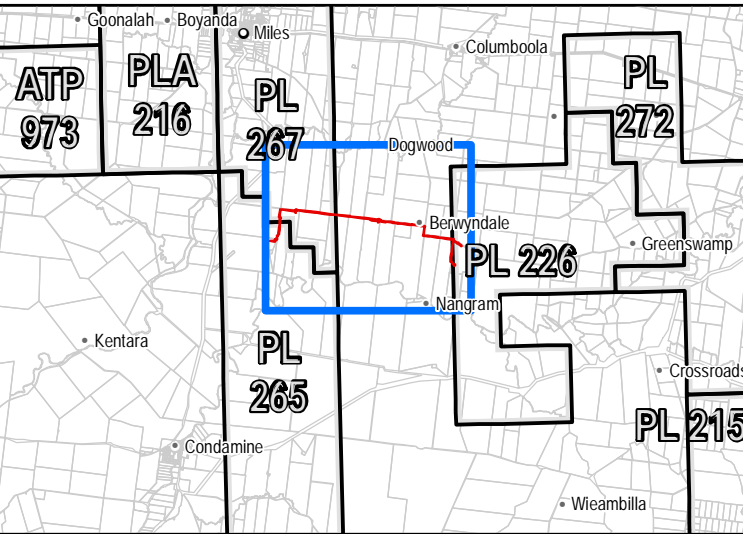 Goonalah
Boyanda
Miles
Columboola
ATP
973
PLA
216
PL
267
PL
272
Dogwood
Berwyndale
Greenswamp
PL 226
Nangram
Kentara
PL
265
Crossroads
PL 215
Condamine
Wieambilla